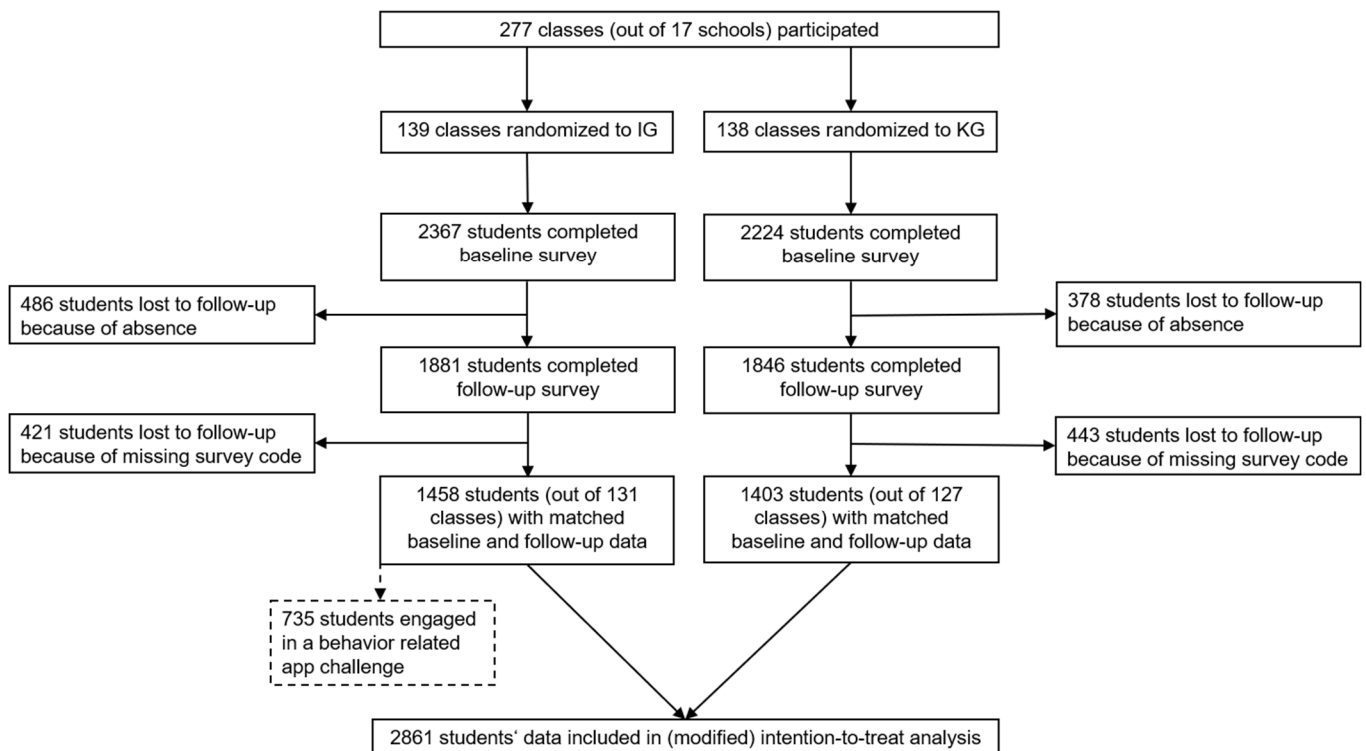 277 classes (out of 17 schools) participated
139 classes randomized to IG
138 classes randomized to KG
2367 students completed
baseline survey
2224 students completed
baseline survey
486 students lost to follow-up
because of absence
378 students lost to follow-up
because of absence
1881 students completed
follow-up survey
1846 students completed
follow-up survey
421 students lost to follow-up
because of missing survey code
443 students lost to follow-up
because of missing survey code
1458 students (out of 131
classes) with matched
baseline and follow-up data
1403 students (out of 127
classes) with matched
baseline and follow-up data
735 students engaged
in a behavior related
app challenge
2861 students‘ data included in (modified) intention-to-treat analysis